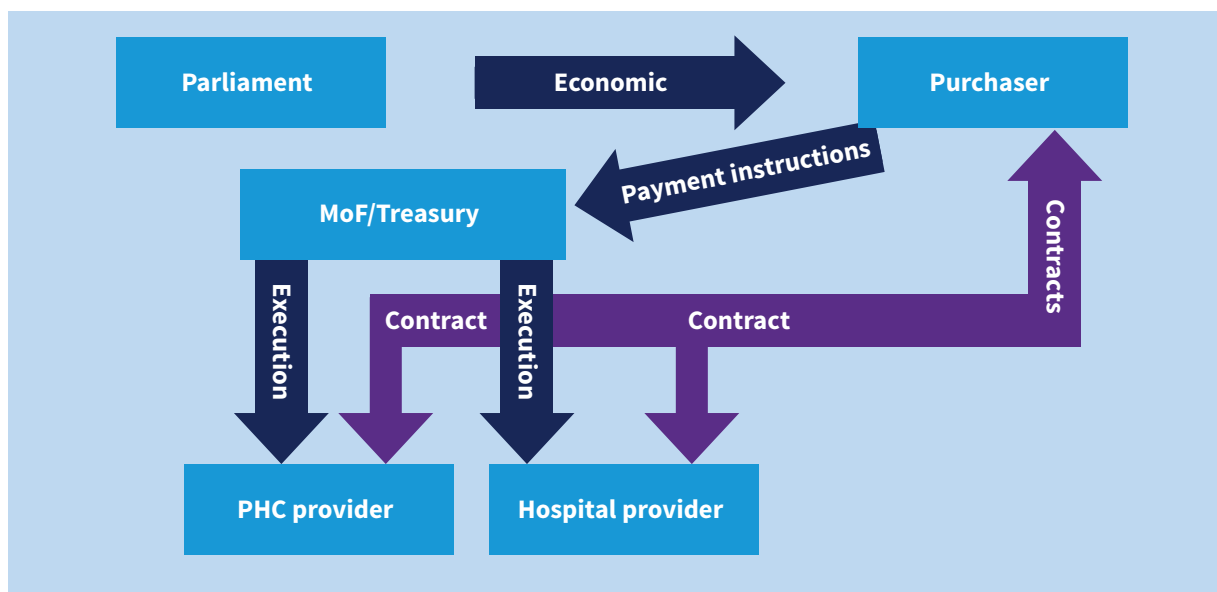 Parliament
Economic
Purchaser
Payment instructions
MoF/Treasury
Contracts
Execution
Execution
Contract
Contract
PHC provider
Hospital provider